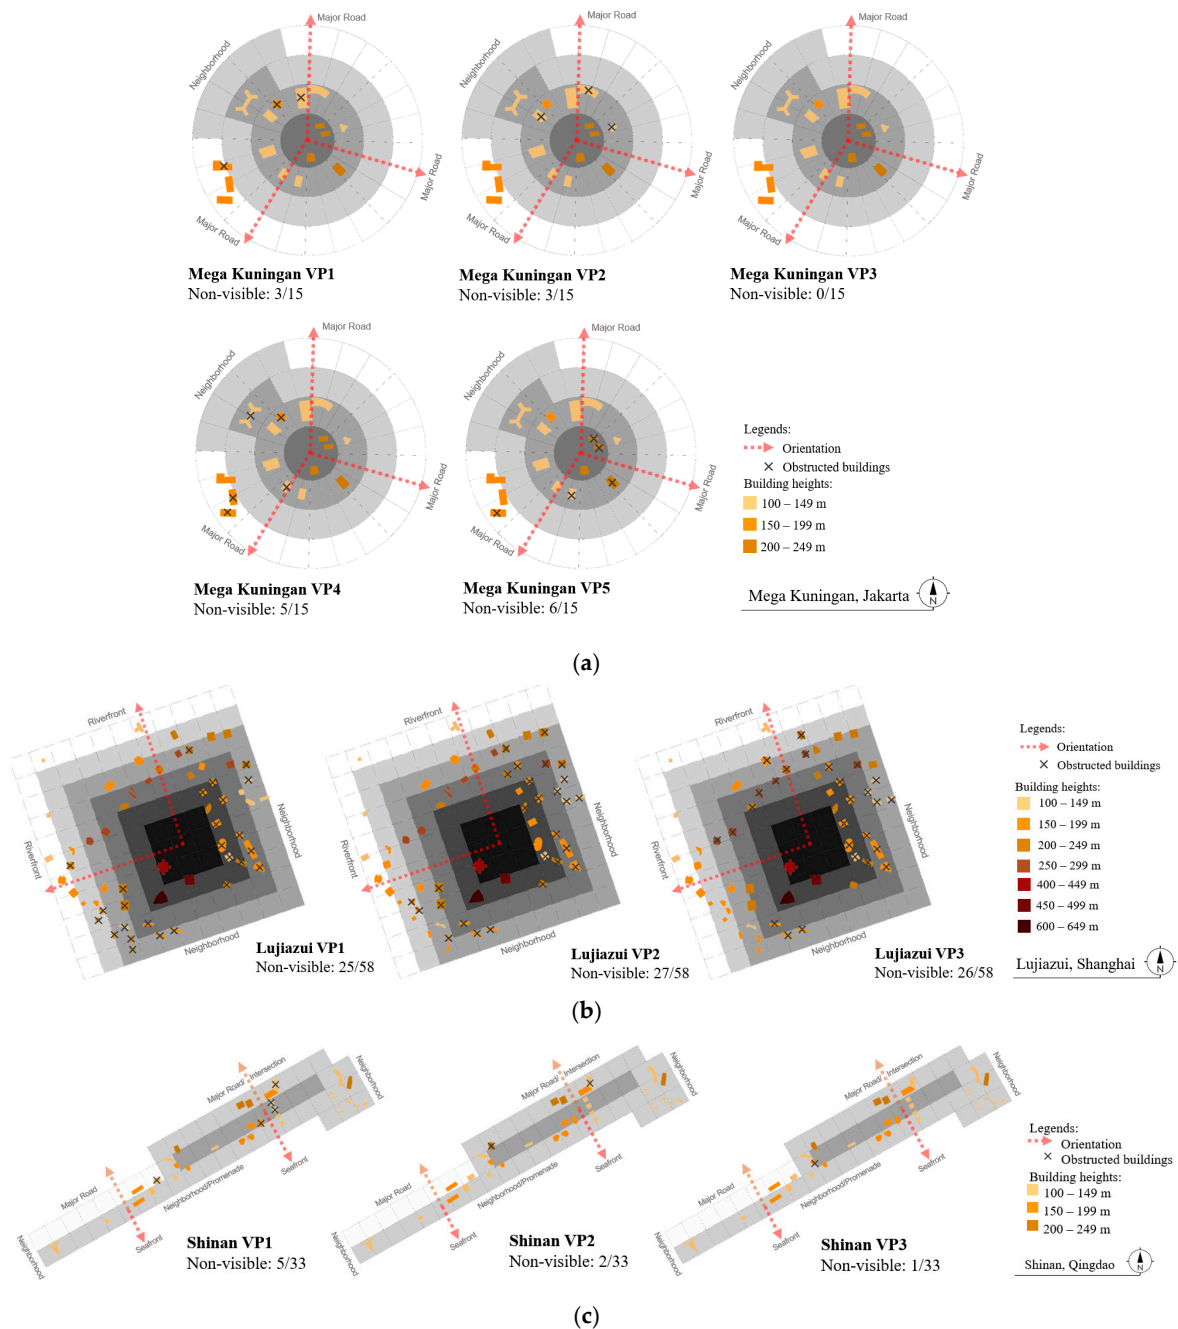 Major Road
Major Road
Major Road
Neighborhood
Neighborhood
Neighborhood
Major Road
Major Road
Major Road
Major Road
Major Road
Major Road
Mega Kuningan VP1
Non-visible: 3/15
Mega Kuningan VP2
Non-visible: 3/15
Mega Kuningan VP3
Non-visible: 0/15
Major Road
Major Road
Neighborhood
Neighborhood
Major Road
Major Road
Major Road
Major Road
Mega Kuningan VP4
Non-visible: 5/15
Mega Kuningan VP5
Non-visible: 6/15
Legends:
Orientation
Obstructed buildings
Building heights:
100 – 149 m
150 – 199 m
200 – 249 m
Mega Kuningan, Jakarta
N
(a)
Riverfront
Riverfront
Riverfront
Neighborhood
Neighborhood
Neighborhood
Riverfront
Riverfront
Riverfront
Neighborhood
Neighborhood
Neighborhood
Lujiazui VP1
Non-visible: 25/58
Lujiazui VP2
Non-visible: 27/58
Lujiazui VP3
Non-visible: 26/58
Legends:
Orientation
Obstructed buildings
Building heights:
100 – 149 m
150 – 199 m
200 – 249 m
250 – 299 m
400 – 449 m
450 – 499 m
600 – 649 m
Lujiazui, Shanghai
N
(b)
Major Road/ Intersection
Major Road/ Intersection
Major Road/ Intersection
Neighborhood
Neighborhood
Neighborhood
Seafront
Seafront
Seafront
Major Road
Major Road
Major Road
Neighborhood/Promenade
Neighborhood/Promenade
Neighborhood/Promenade
Seafront
Seafront
Seafront
Neighborhood
Neighborhood
Neighborhood
Shinan VP1
Non-visible: 5/33
Shinan VP2
Non-visible: 2/33
Shinan VP3
Non-visible: 1/33
Legends:
Orientation
Obstructed buildings
Building heights:
100 – 149 m
150 – 199 m
200 – 249 m
Shinan, Qingdao
N
(c)